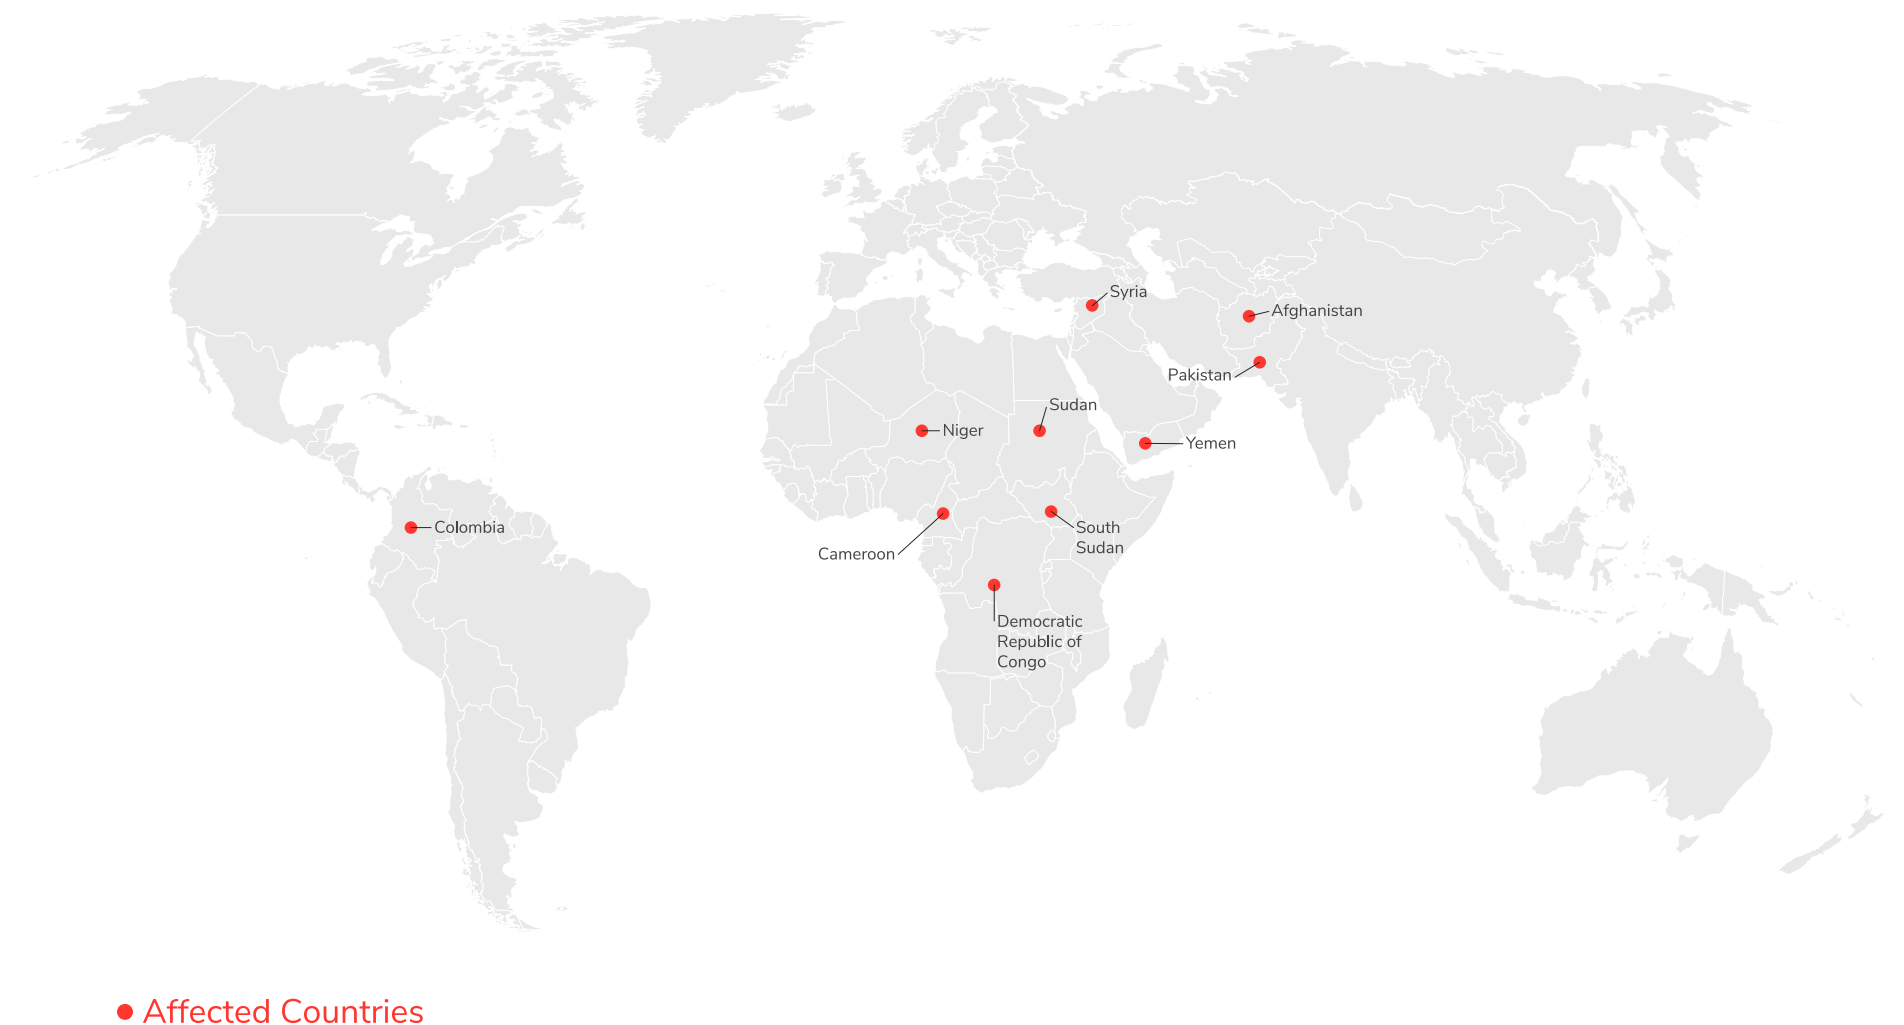 Syria
Afghanistan
Pakistan
Sudan
Niger
Yemen
Colombia
South
Sudan
Cameroon
Democratic
Republic of
Congo
Affected Countries